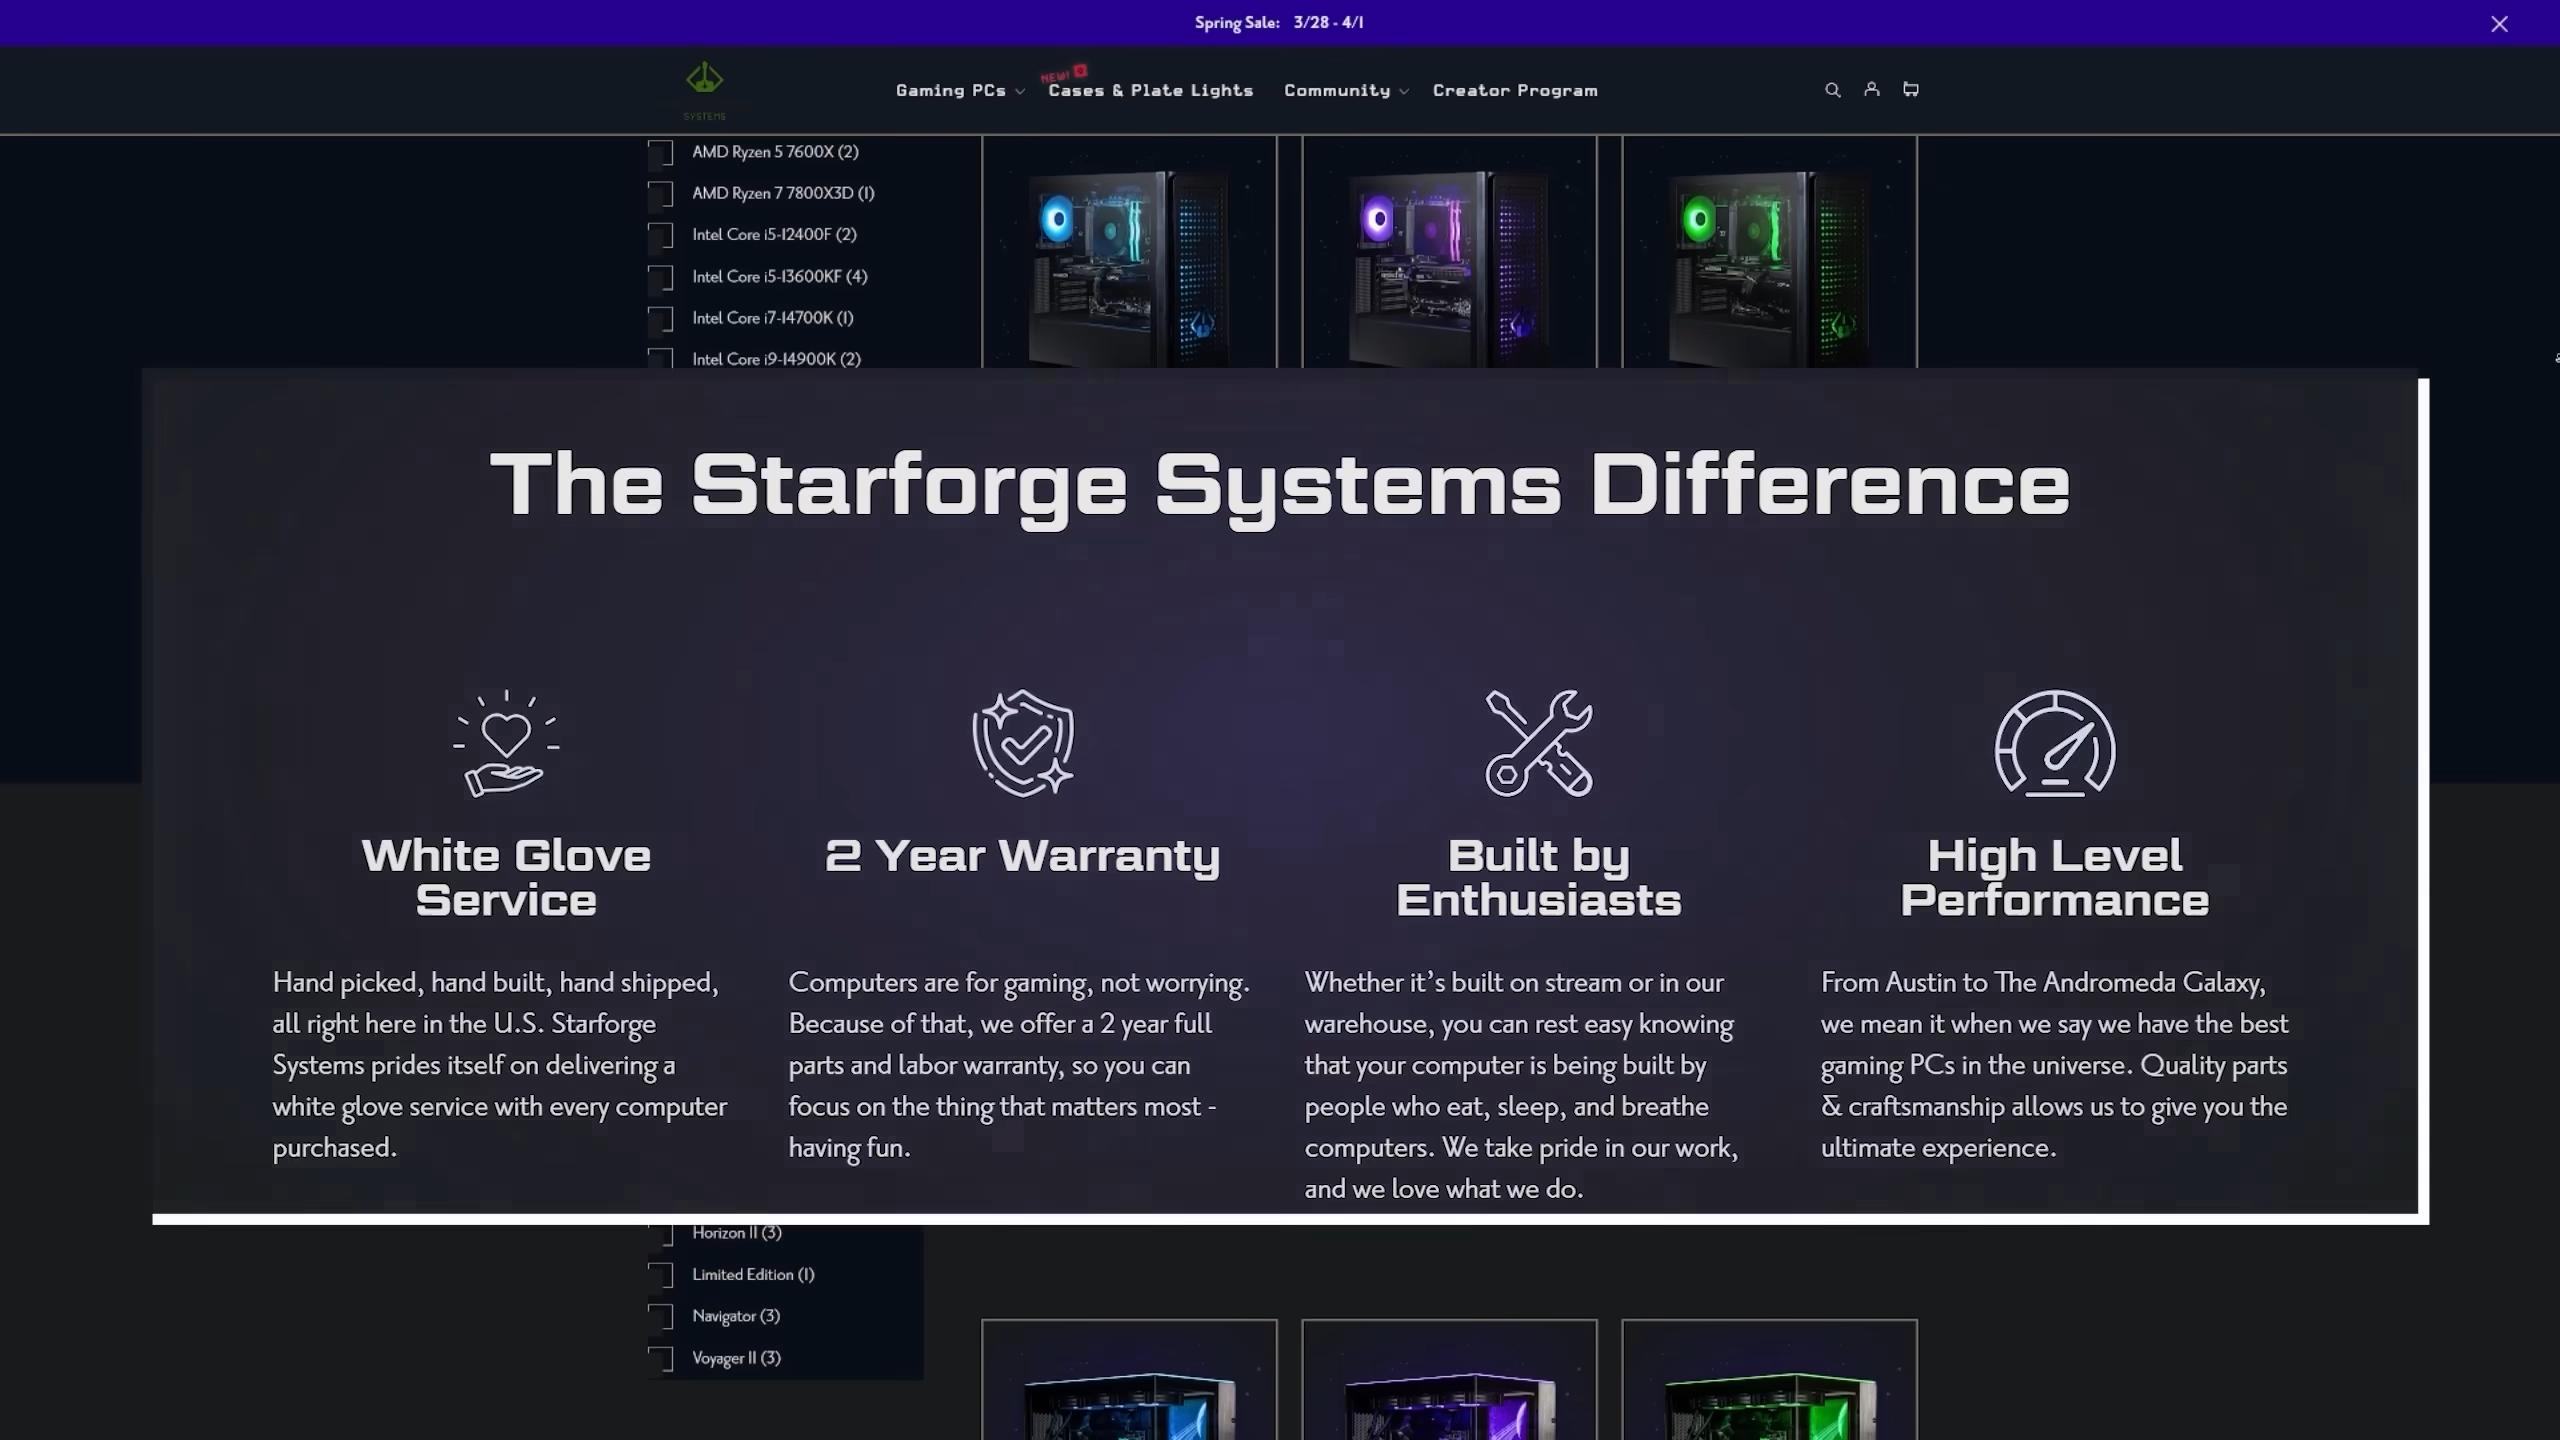 Spring Sale: 3/28 - 4/1
SYSTEMS
Gaming PCs
NEW!
Cases & Plate Lights
Community
Creator Program
AMD Ryzen 5 7600X (2)
AMD Ryzen 7 7800X3D (1)
Intel Core i5-12400F (2)
Intel Core i5-13600KF (4)
Intel Core i7-14700K (1)
Intel Core i9-14900K (2)
The Starforge Systems Difference
White Glove
Service
Hand picked, hand built, hand shipped,
all right here in the U.S. Starforge
Systems prides itself on delivering a
white glove service with every computer
purchased.
2 Year Warranty
Computers are for gaming, not worrying.
Because of that, we offer a 2 year full
parts and labor warranty, so you can
focus on the thing that matters most -
having fun.
Built by
Enthusiasts
Whether it's built on stream or in our
warehouse, you can rest easy knowing
that your computer is being built by
people who eat, sleep, and breathe
computers. We take pride in our work,
and we love what we do.
High Level
Performance
From Austin to The Andromeda Galaxy,
we mean it when we say we have the best
gaming PCs in the universe. Quality parts
& craftsmanship allows us to give you the
ultimate experience.
Horizon II (3)
Limited Edition (1)
Navigator (3)
Voyager II (3)